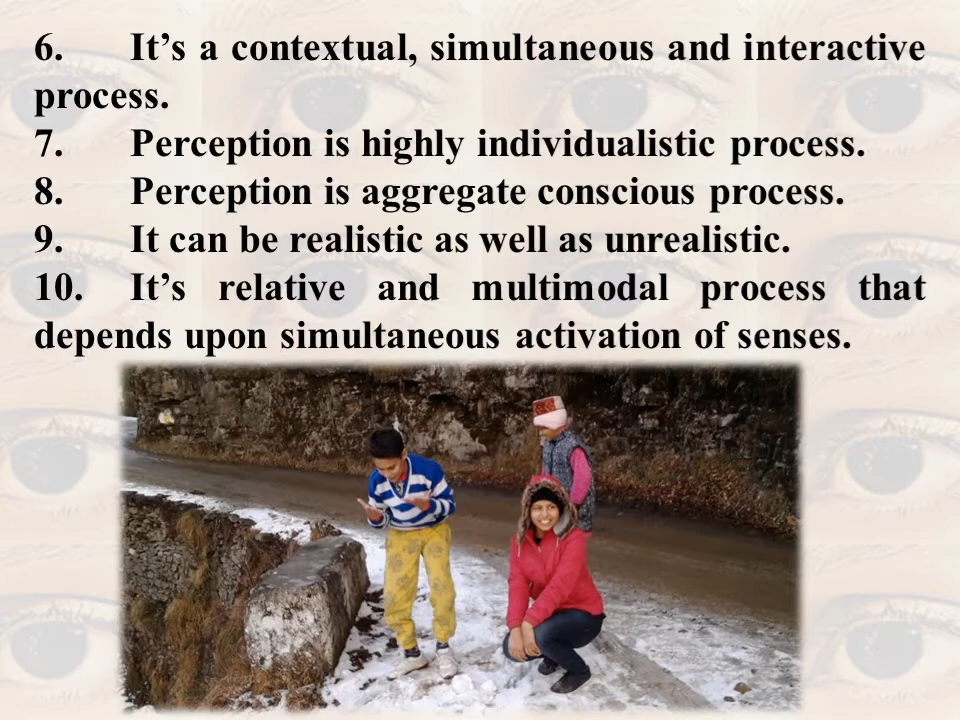 6. It’s a contextual, simultaneous and interactive
process.
7. Perception is highly individualistic process.
8. Perception is aggregate conscious process.
9. It can be realistic as well as unrealistic.
10. It’s relative and multimodal process that
depends upon simultaneous activation of senses.